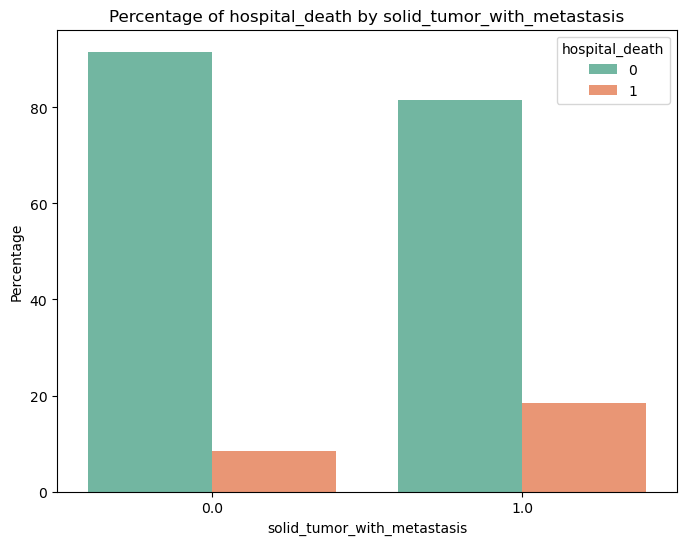 Percentage of hospital_death by solid_tumor_with_metastasis
hospital_death
0
1
80
60
40
20
0
Percentage
0.0
1.0
solid_tumor_with_metastasis